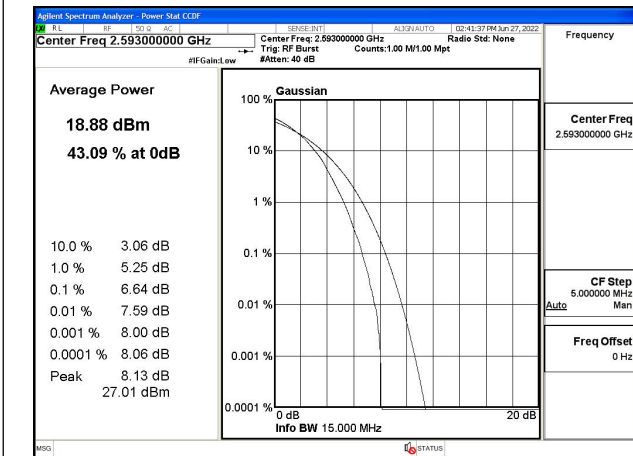 Agilent Spectrum Analyzer - Power Stat CCDF
RL RF 50 Ω AC SENSE:INT ALIGNAUTO 02:41:37 PM Jun 27, 2022
Center Freq 2.593000000 GHz
Center Freq: 2.593000000 GHz Radio Std: None
Trig: RF Burst Counts:1.00 M/1.00 Mpt
#IFGain:Low #Atten: 40 dB
Frequency
Average Power
18.88 dBm
43.09 % at 0dB
10.0 % 3.06 dB
1.0 % 5.25 dB
0.1 % 6.64 dB
0.01 % 7.59 dB
0.001 % 8.00 dB
0.0001 % 8.06 dB
Peak 8.13 dB
27.01 dBm
Gaussian
100 %
10 %
1 %
0.1 %
0.01 %
0.001 %
0.0001 %
0 dB 20 dB
Info BW 15.000 MHz
Center Freq
2.593000000 GHz
CF Step
5.000000 MHz
Auto Man
Freq Offset
0 Hz
MSG STATUS